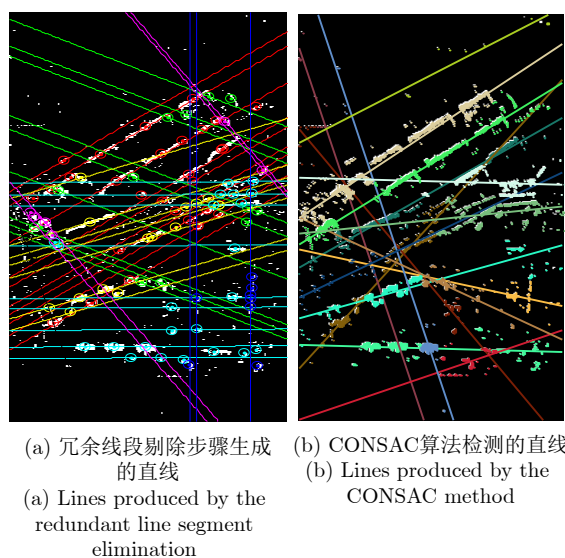 (a) 冗余线段剔除步骤生成
的直线
(a) Lines produced by the
redundant line segment
elimination
(b) CONSAC算法检测的直线
(b) Lines produced by the
CONSAC method